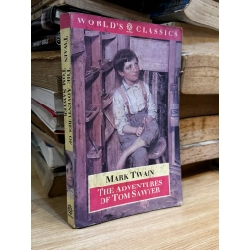 WORLD'S CLASSICS
MARK TWAIN
THE ADVENTURES
OF TOM SAWYER
TWAIN
THE ADVENTURES OF
TOM SAWYER